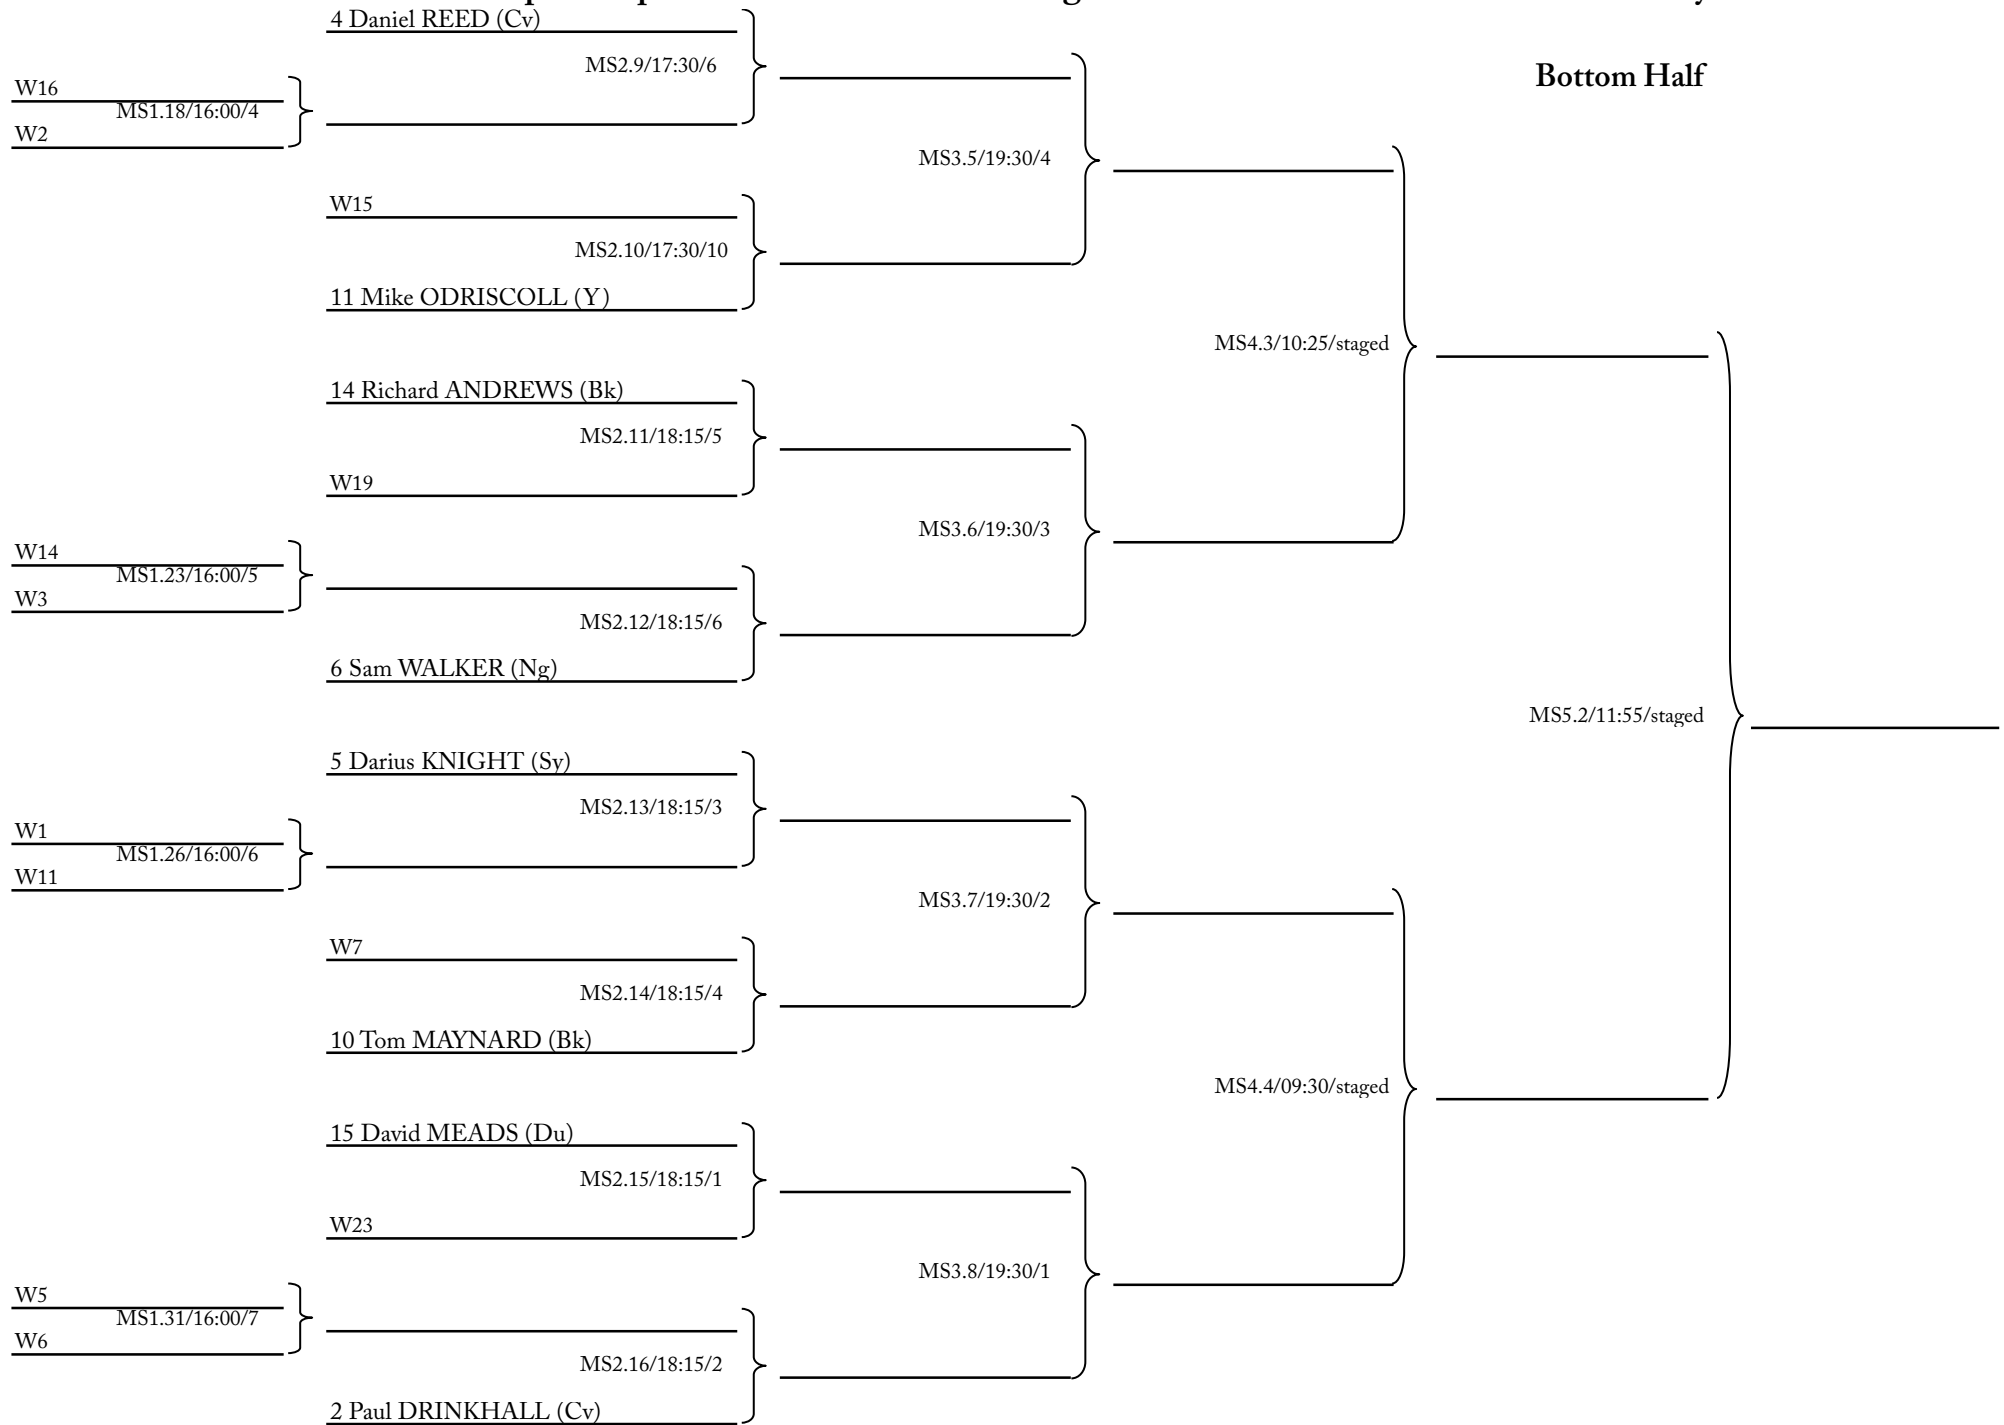 4 Daniel REED (Cv)
MS2.9/17:30/6
Bottom Half
W16
MS1.18/16:00/4
W2
MS3.5/19:30/4
W15
MS2.10/17:30/10
11 Mike ODRISCOLL (Y)
MS4.3/10:25/staged
14 Richard ANDREWS (Bk)
MS2.11/18:15/5
W19
MS3.6/19:30/3
W14
MS1.23/16:00/5
W3
MS2.12/18:15/6
6 Sam WALKER (Ng)
MS5.2/11:55/staged
5 Darius KNIGHT (Sy)
MS2.13/18:15/3
W1
MS1.26/16:00/6
W11
MS3.7/19:30/2
W7
MS2.14/18:15/4
10 Tom MAYNARD (Bk)
MS4.4/09:30/staged
15 David MEADS (Du)
MS2.15/18:15/1
W23
MS3.8/19:30/1
W5
MS1.31/16:00/7
W6
MS2.16/18:15/2
2 Paul DRINKHALL (Cv)